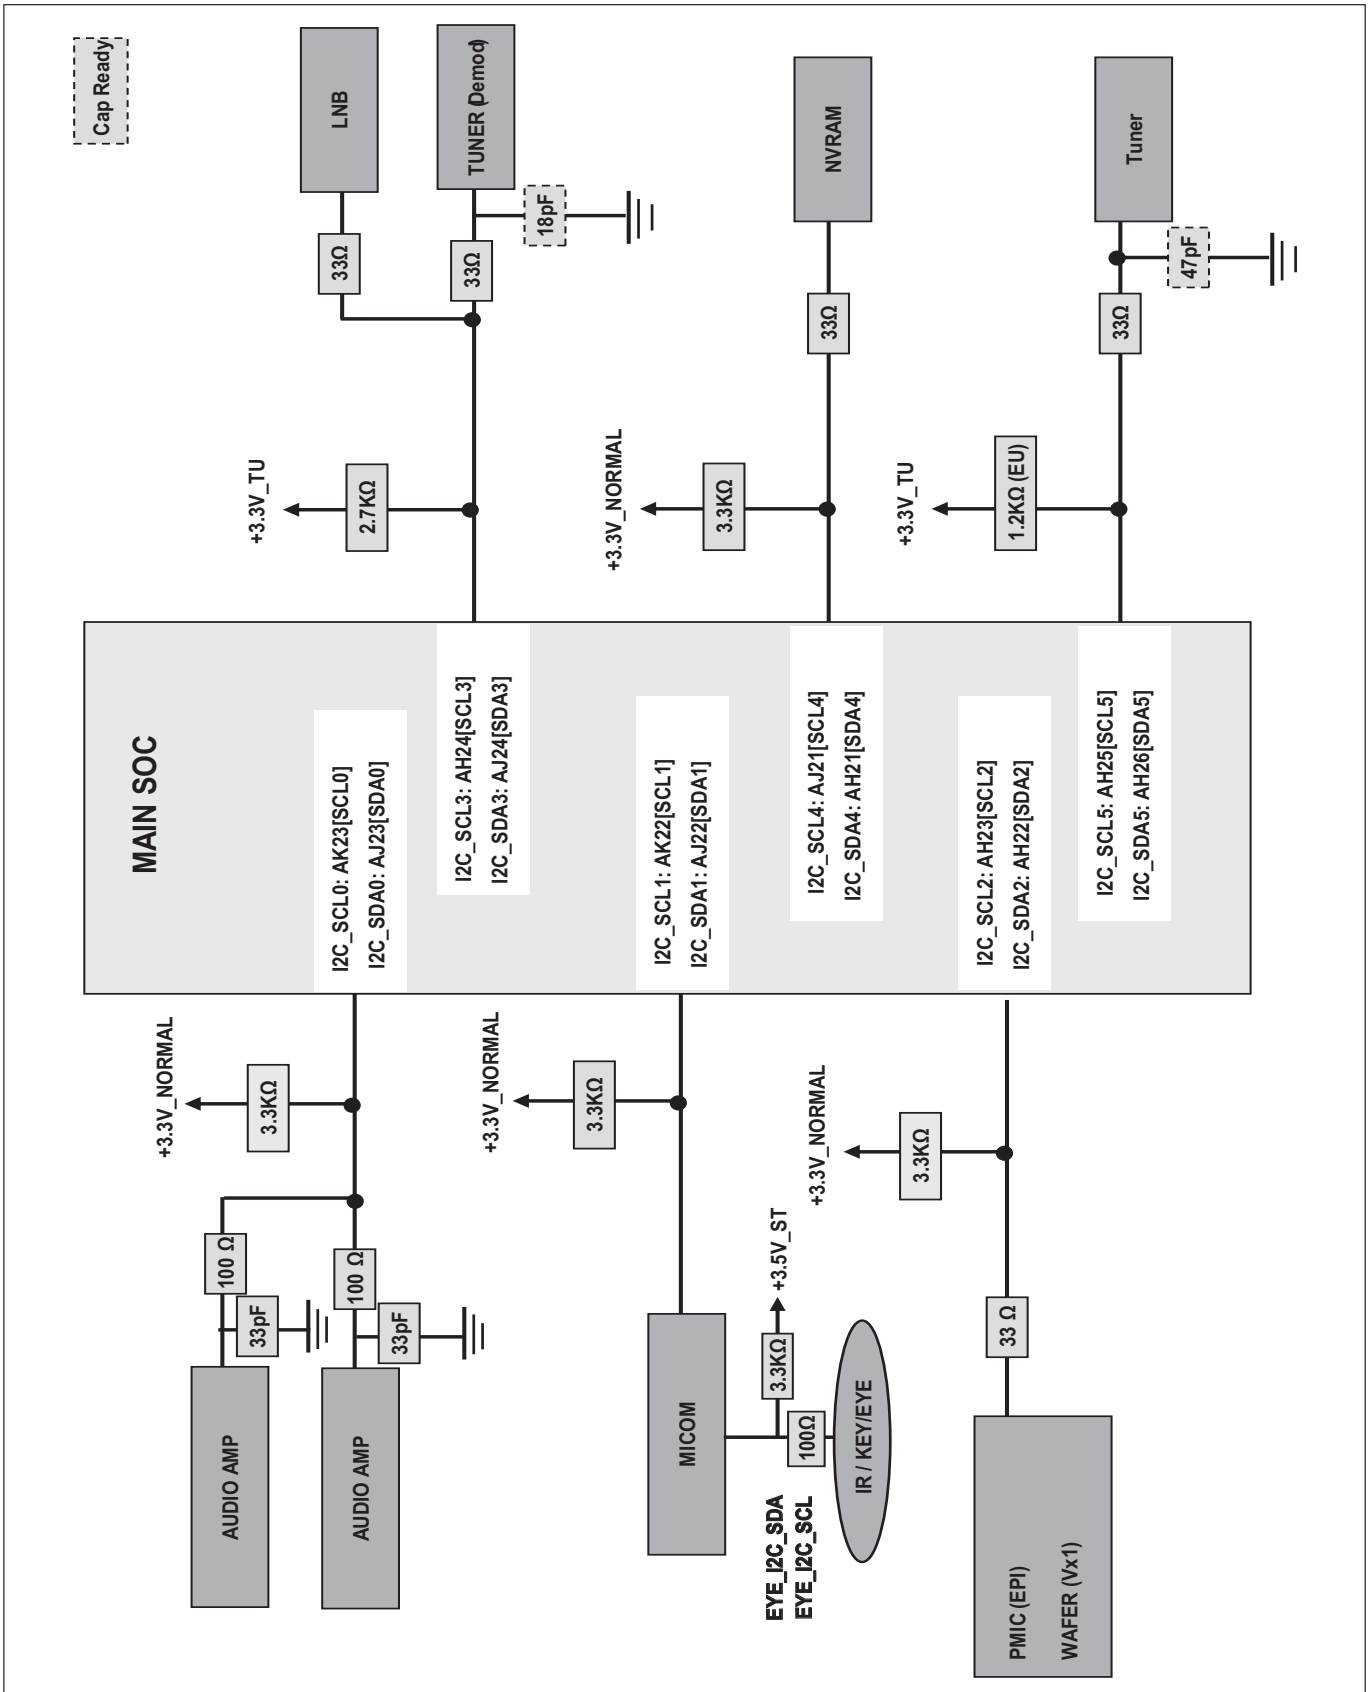 MAIN SOC
Cap Ready
AUDIO AMP
33pF
100 Ω
AUDIO AMP
33pF
100 Ω
+3.3V_NORMAL
3.3KΩ
I2C_SCL0: AK23[SCL0]
I2C_SDA0: AJ23[SDA0]
I2C_SCL3: AH24[SCL3]
I2C_SDA3: AJ24[SDA3]
+3.3V_TU
2.7KΩ
33Ω
LNB
33Ω
18pF
TUNER (Demod)
MICOM
+3.3V_NORMAL
3.3KΩ
I2C_SCL1: AK22[SCL1]
I2C_SDA1: AJ22[SDA1]
EYE_I2C_SDA
EYE_I2C_SCL
100Ω
3.3KΩ
+3.5V_ST
IR / KEY/EYE
I2C_SCL4: AJ21[SCL4]
I2C_SDA4: AH21[SDA4]
+3.3V_NORMAL
3.3KΩ
33Ω
NVRAM
PMIC (EPI)
WAFER (Vx1)
33 Ω
+3.3V_NORMAL
3.3KΩ
I2C_SCL2: AH23[SCL2]
I2C_SDA2: AH22[SDA2]
I2C_SCL5: AH25[SCL5]
I2C_SDA5: AH26[SDA5]
+3.3V_TU
1.2KΩ (EU)
33Ω
47pF
Tuner